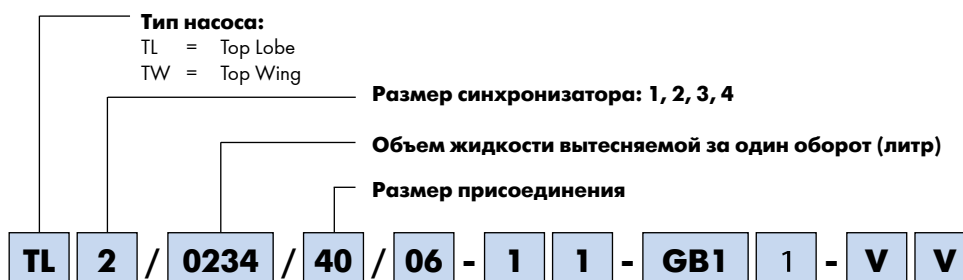 Тип насоса:
TL = Top Lobe
TW = Top Wing
Размер синхронизатора: 1, 2, 3, 4
Объем жидкости вытесняемой за один оборот (литр)
Размер присоединения
TL 2 / 0234 / 40 / 06 - 1 1 - GB1 1 - V V